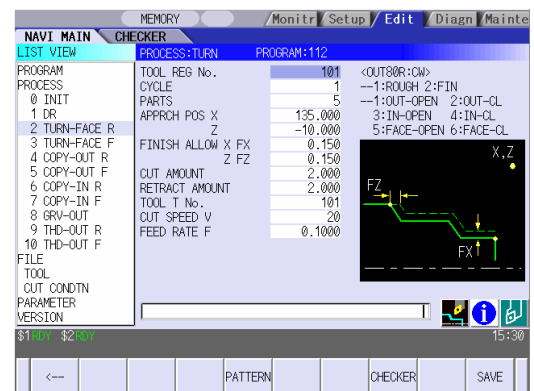 MEMORY Monitr Setup Edit Diagn Mainte
NAVI MAIN CHECKER
LIST VIEW PROCESS:TURN PROGRAM:112
PROGRAM
PROCESS
0 INIT
1 DR
2 TURN-FACE R
3 TURN-FACE F
4 COPY-OUT R
5 COPY-OUT F
6 COPY-IN R
7 COPY-IN F
8 GRV-OUT
9 THD-OUT R
10 THD-OUT F
FILE
TOOL
CUT CONDTN
PARAMETER
VERSION
TOOL REG No. 101
CYCLE 1
PARTS 5
APPRCH POS X 135.000
Z -10.000
FINISH ALLOW X FX 0.150
Z FZ 0.150
CUT AMOUNT 2.000
RETRACT AMOUNT 2.000
TOOL T No. 101
CUT SPEED V 20
FEED RATE F 0.1000
<OUT80R:CW>
--1:ROUGH 2:FIN
--1:OUT-OPEN 2:OUT-CL
3:IN-OPEN 4:IN-CL
5:FACE-OPEN 6:FACE-CL
X,Z
FZ
FX
$1 RDY $2 RDY 15:30
<-- PATTERN CHECKER SAVE